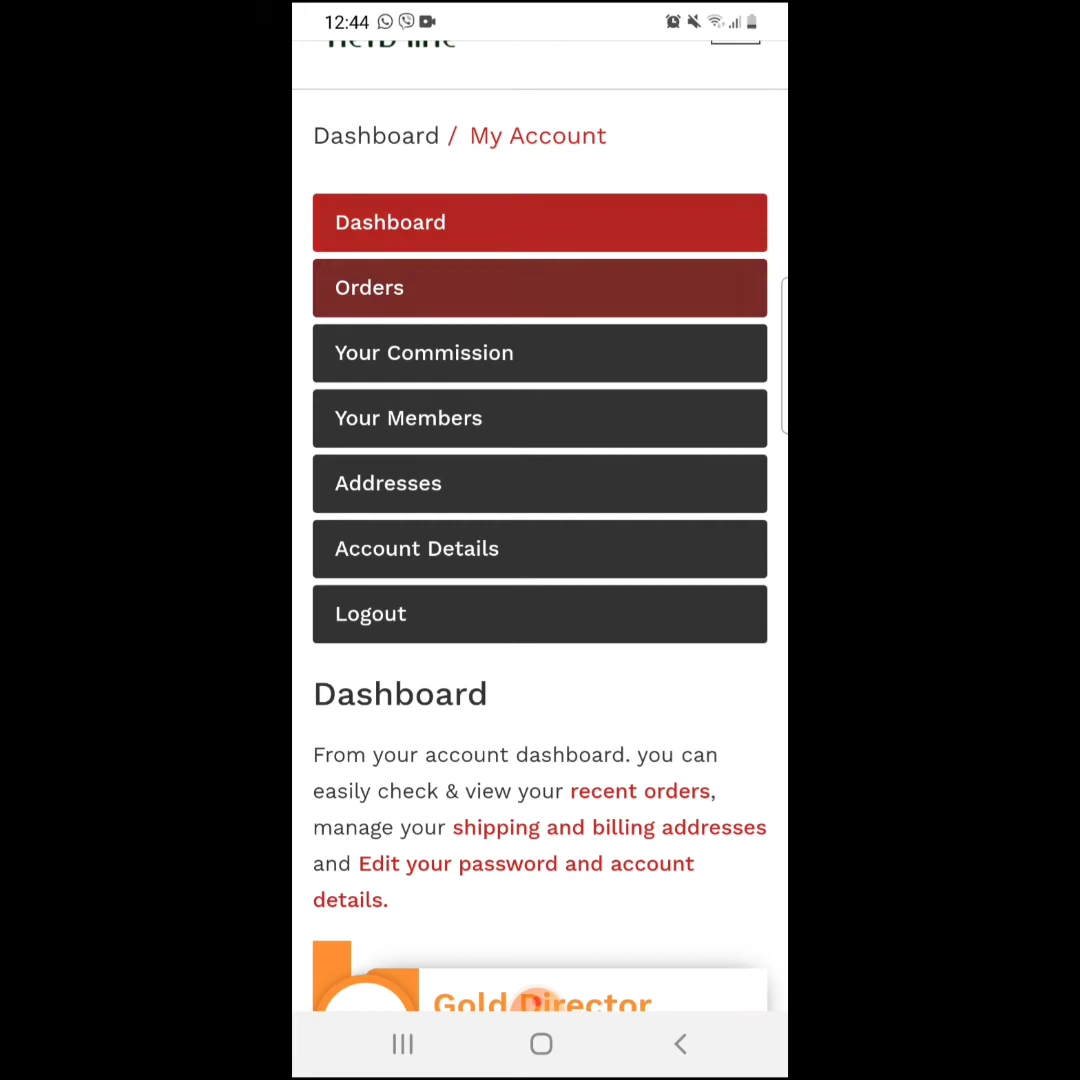 12:44
Dashboard / My Account
Dashboard
Orders
Your Commission
Your Members
Addresses
Account Details
Logout
Dashboard
From your account dashboard. you can
easily check & view your recent orders,
manage your shipping and billing addresses
and Edit your password and account
details.
Gold Director